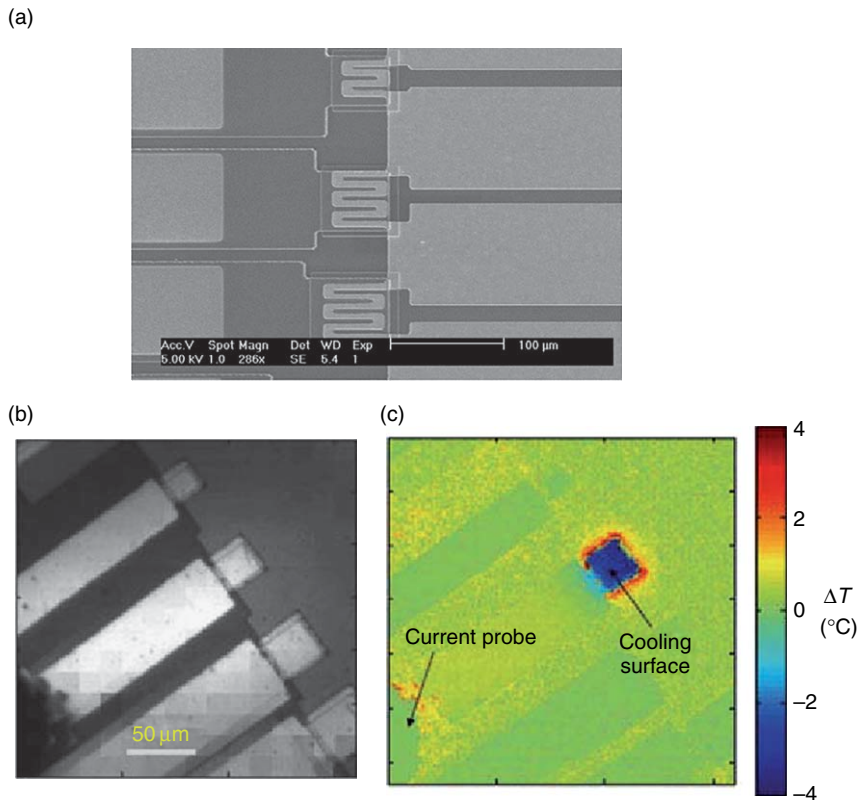 (a)
Acc.V Spot Magn Det WD Exp 100 μm
5.00 kV 1.0 286x SE 5.4 1
(b)
50 μm
(c)
Current probe
Cooling
surface
4
2
0
−2
−4
ΔT
(°C)